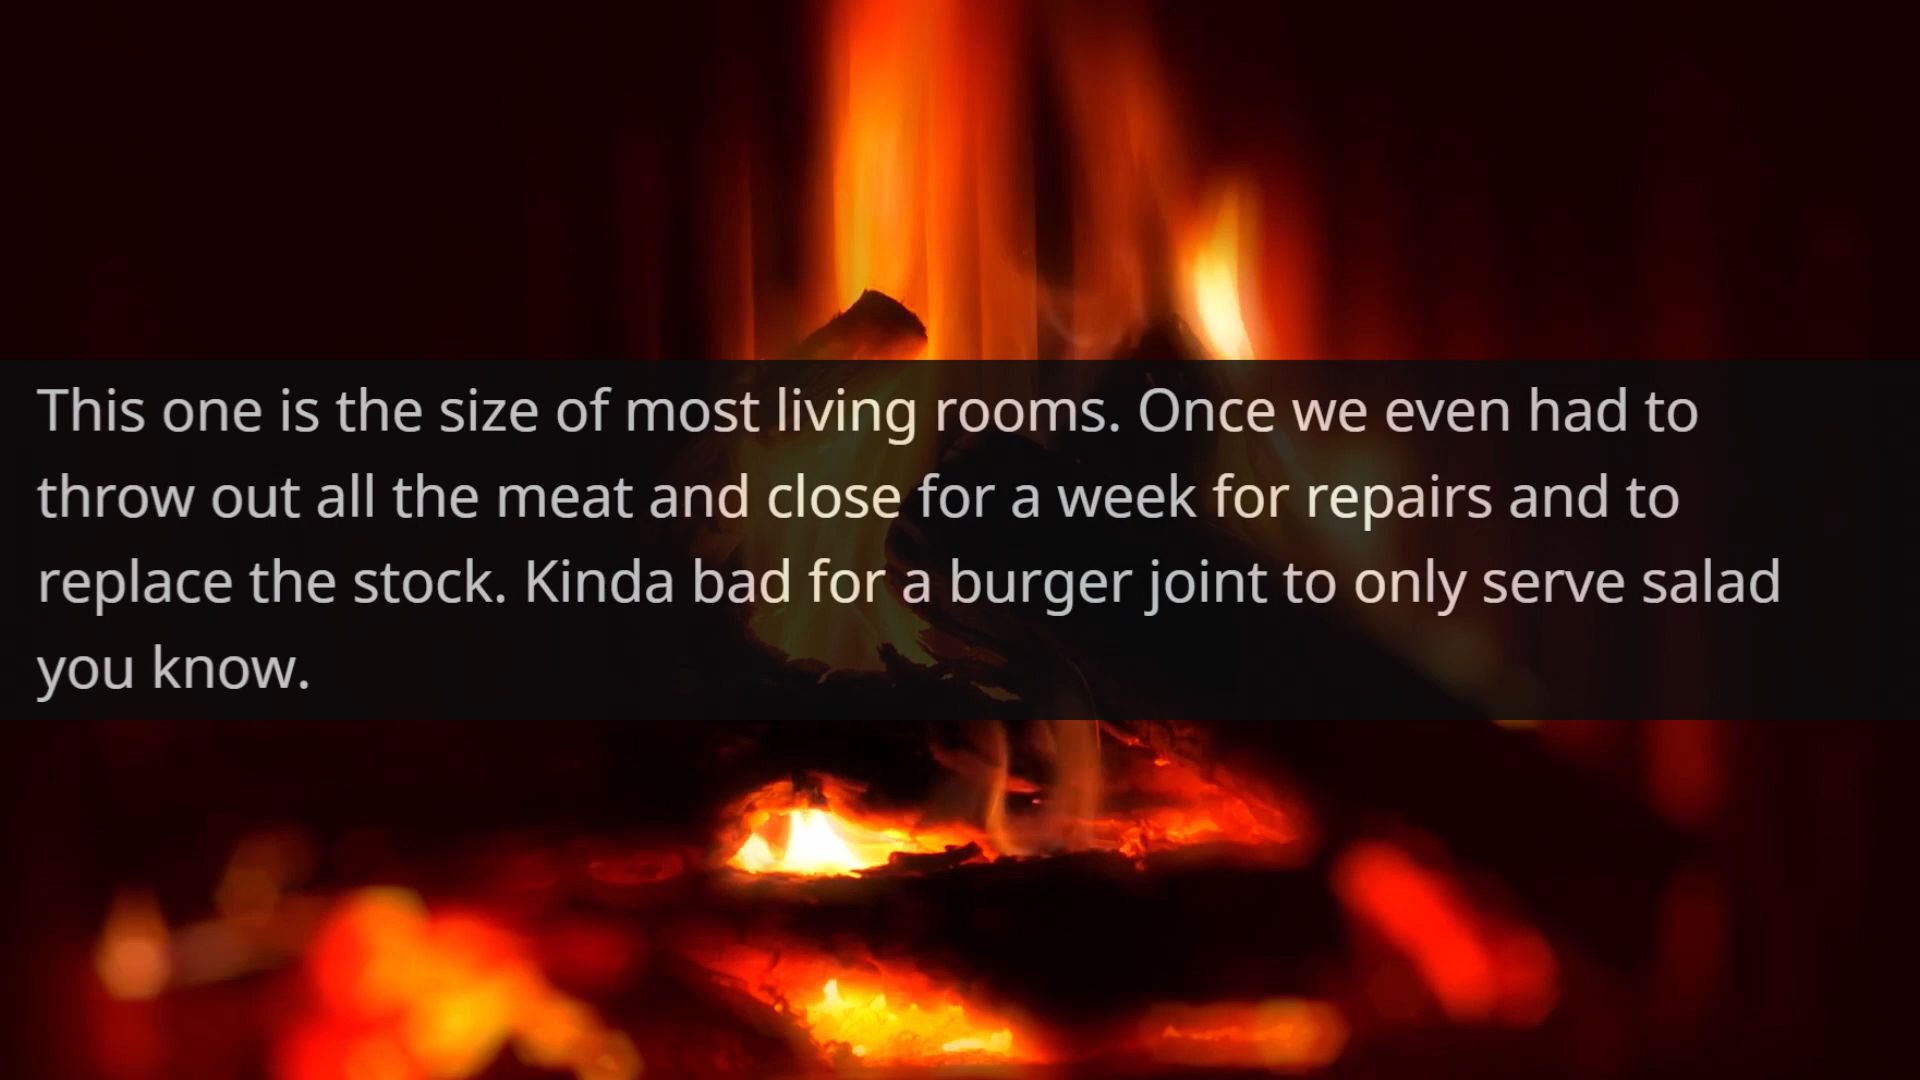 This one is the size of most living rooms. Once we even had to
throw out all the meat and close for a week for repairs and to
replace the stock. Kinda bad for a burger joint to only serve salad
you know.